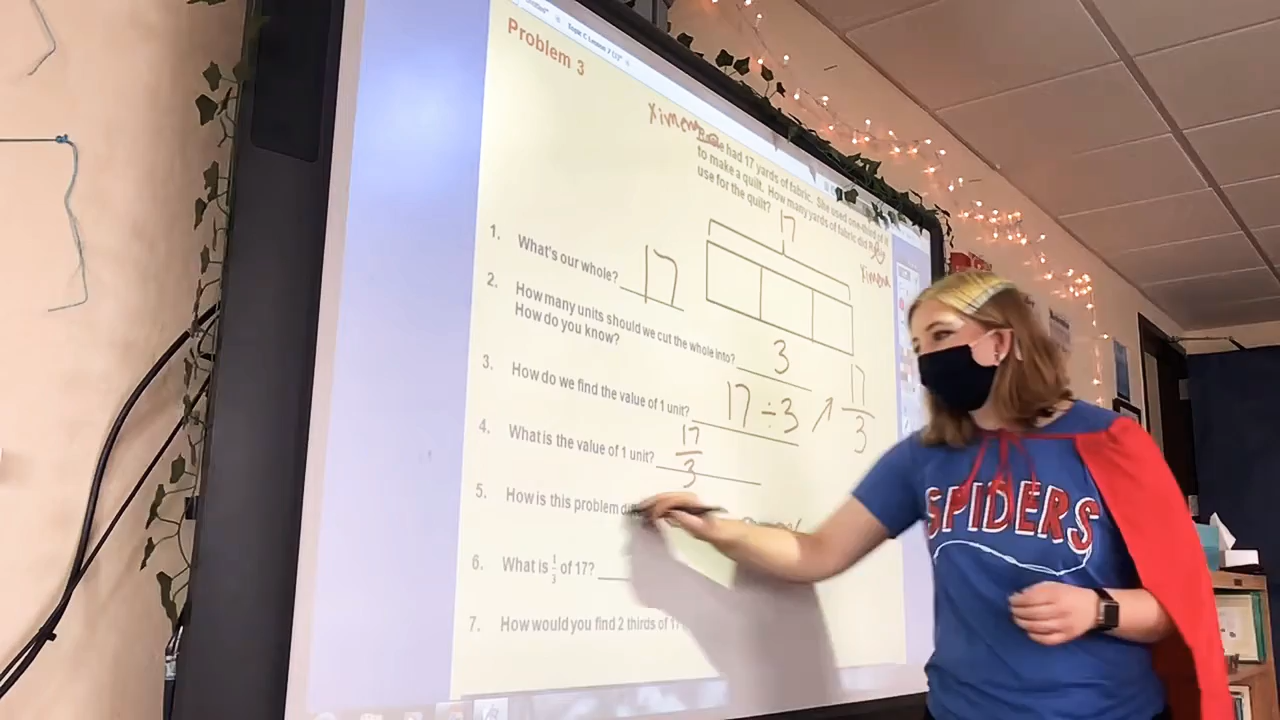 Topic C Lesson 7
Problem 3
Ximena
had 17 yards of fabric. She used one-third of it
to make a quilt. How many yards of fabric did
use for the quilt?
Ximena
17
1. What's our whole? 17
2. How many units should we cut the whole into? 3
How do you know?
3. How do we find the value of 1 unit? 17 ÷ 3 ↗ 17/3
4. What is the value of 1 unit? 17/3
5. How is this problem
6. What is 1/3 of 17?
7. How would you find 2 thirds of
SPIDERS